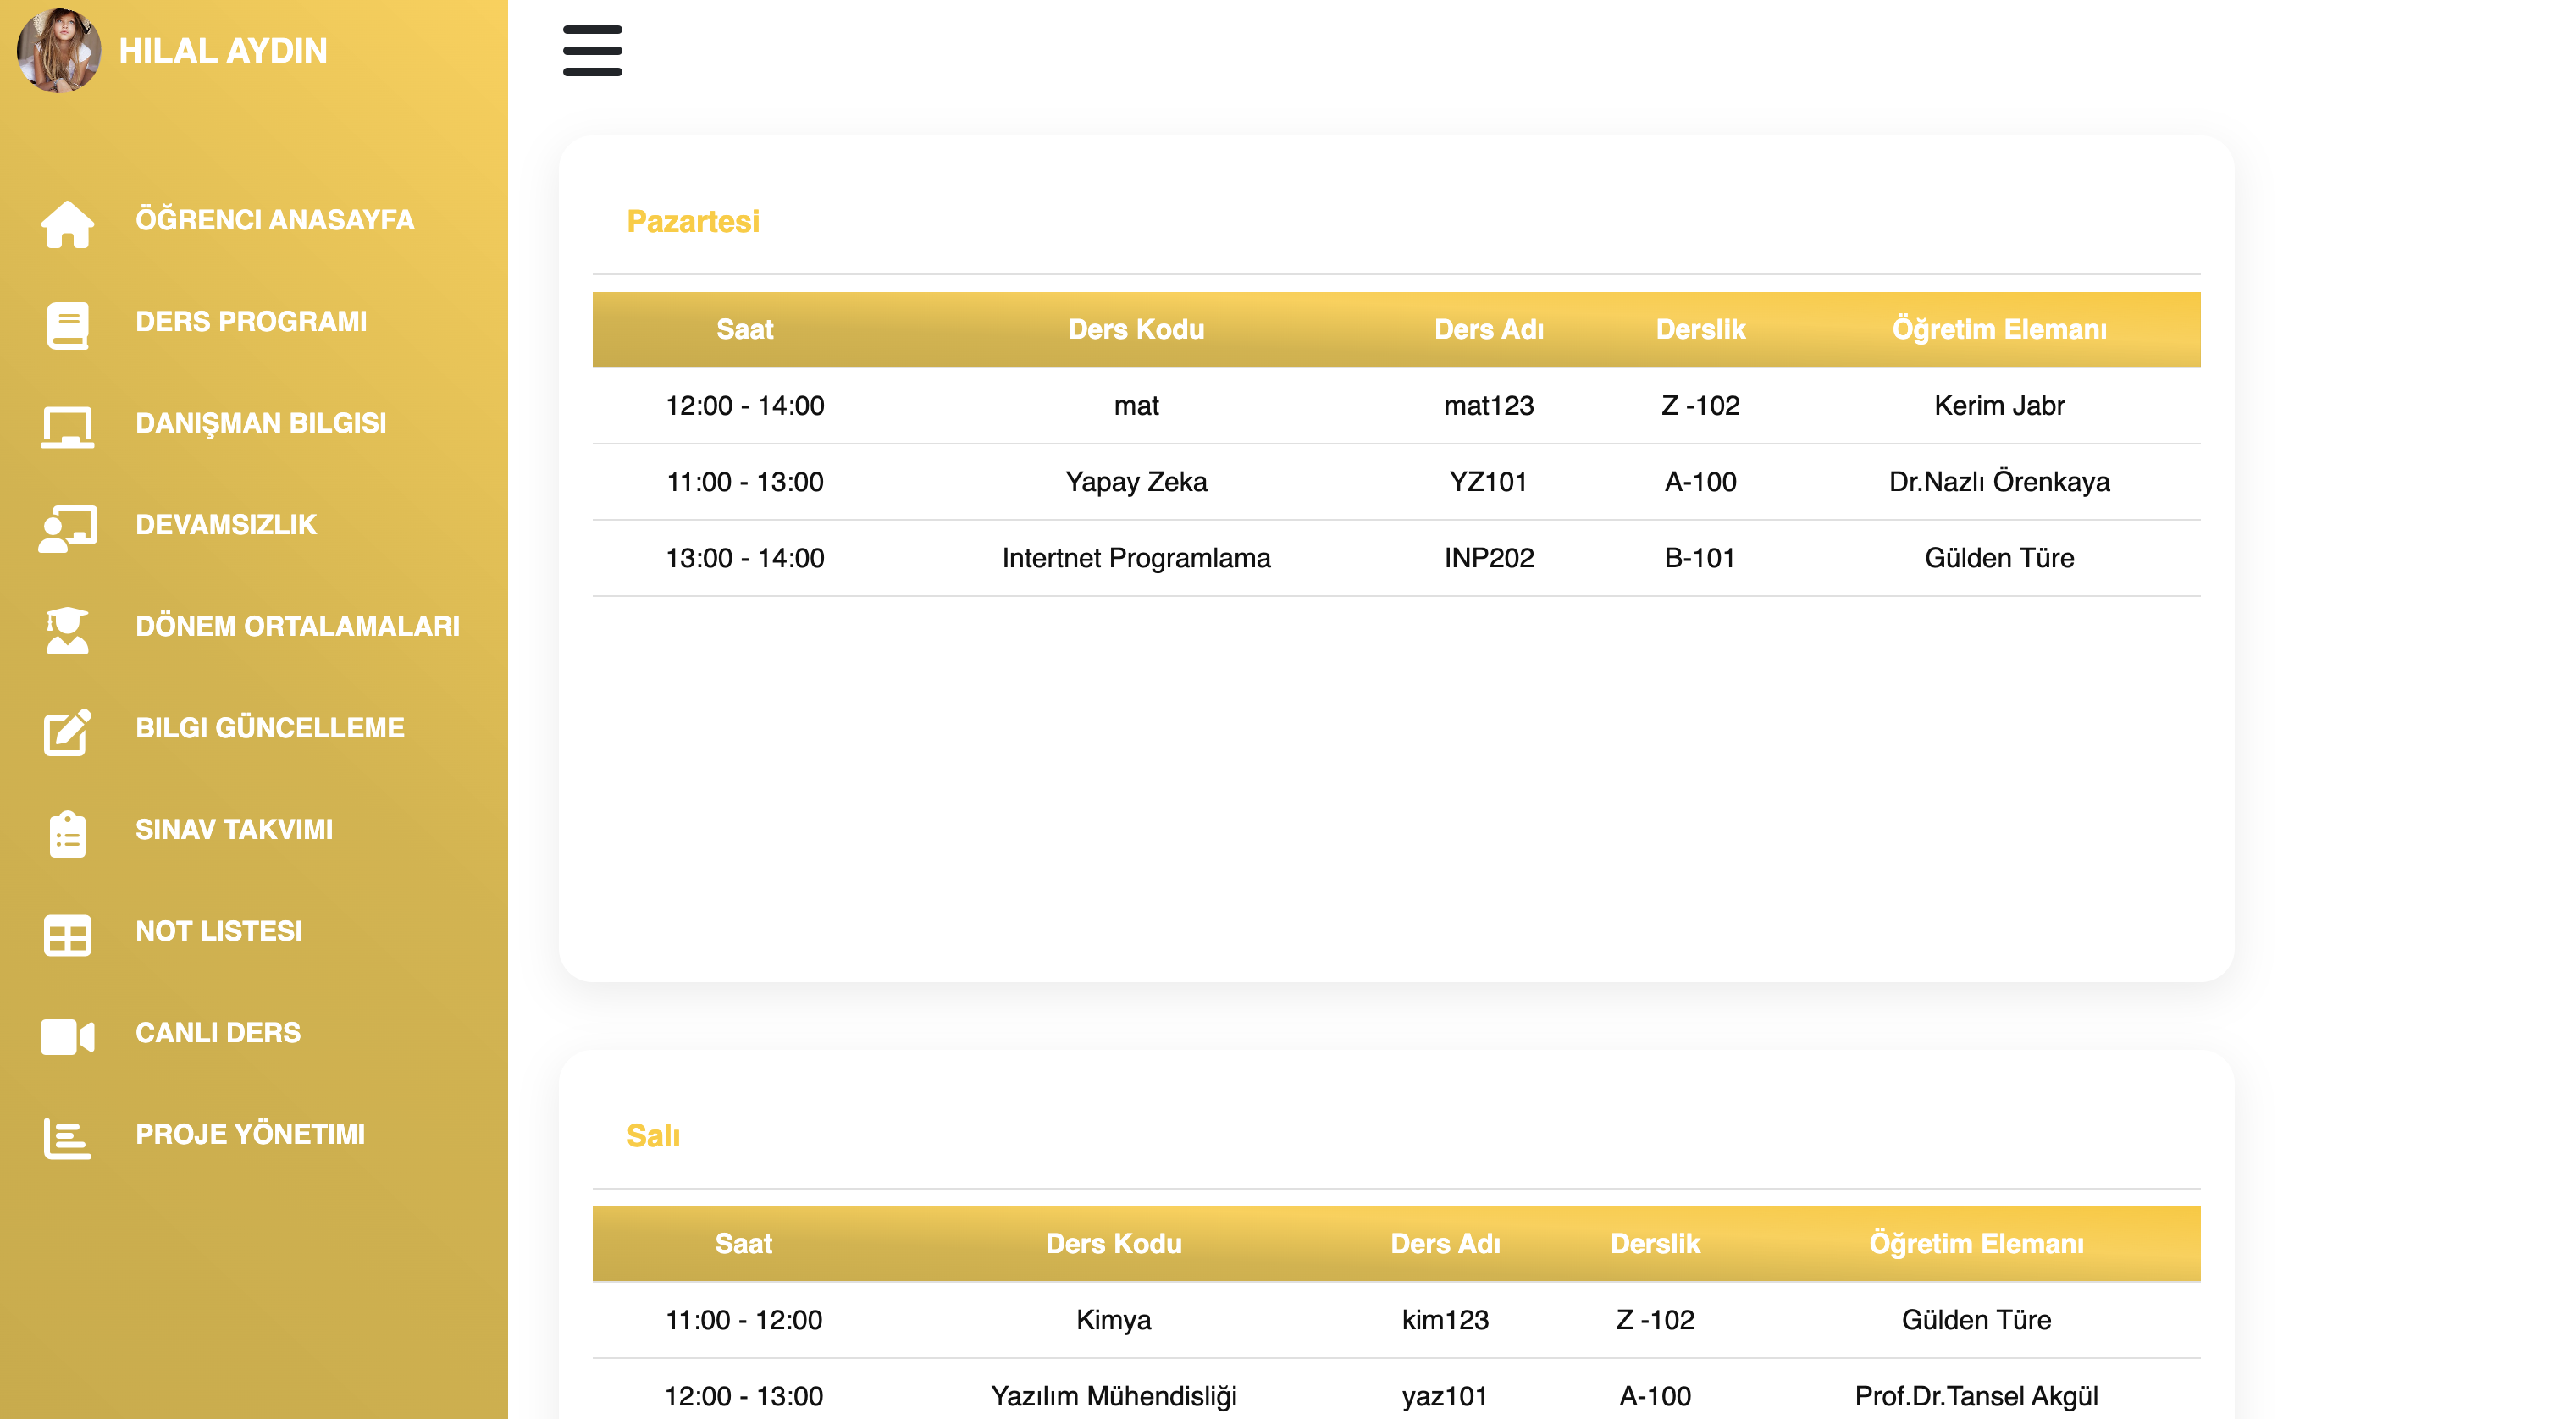 HILAL AYDIN
ÖĞRENCI ANASAYFA
DERS PROGRAMI
DANIŞMAN BILGISI
DEVAMSIZLIK
DÖNEM ORTALAMALARI
BILGI GÜNCELLEME
SINAV TAKVIMI
NOT LISTESI
CANLI DERS
PROJE YÖNETIMI
Pazartesi
Saat Ders Kodu Ders Adı Derslik Öğretim Elemanı
12:00 - 14:00 mat mat123 Z -102 Kerim Jabr
11:00 - 13:00 Yapay Zeka YZ101 A-100 Dr.Nazlı Örenkaya
13:00 - 14:00 Intertnet Programlama INP202 B-101 Gülden Türe
Salı
Saat Ders Kodu Ders Adı Derslik Öğretim Elemanı
11:00 - 12:00 Kimya kim123 Z -102 Gülden Türe
12:00 - 13:00 Yazılım Mühendisliği yaz101 A-100 Prof.Dr.Tansel Akgül